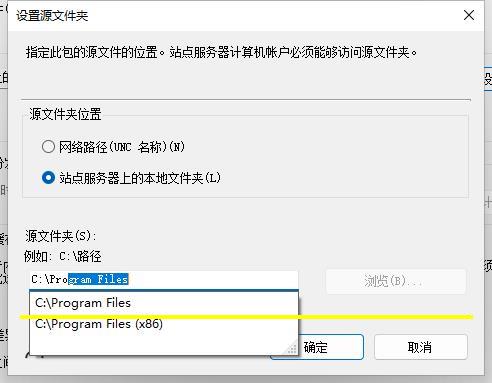 设置源文件夹
指定此包的源文件的位置。站点服务器计算机帐户必须能够访问源文件夹。
源文件夹位置
网络路径(UNC 名称)(N)
站点服务器上的本地文件夹(L)
源文件夹(S):
例如: C:\路径
C:\Program Files
浏览(B)...
C:\Program Files
C:\Program Files (x86)
确定
取消